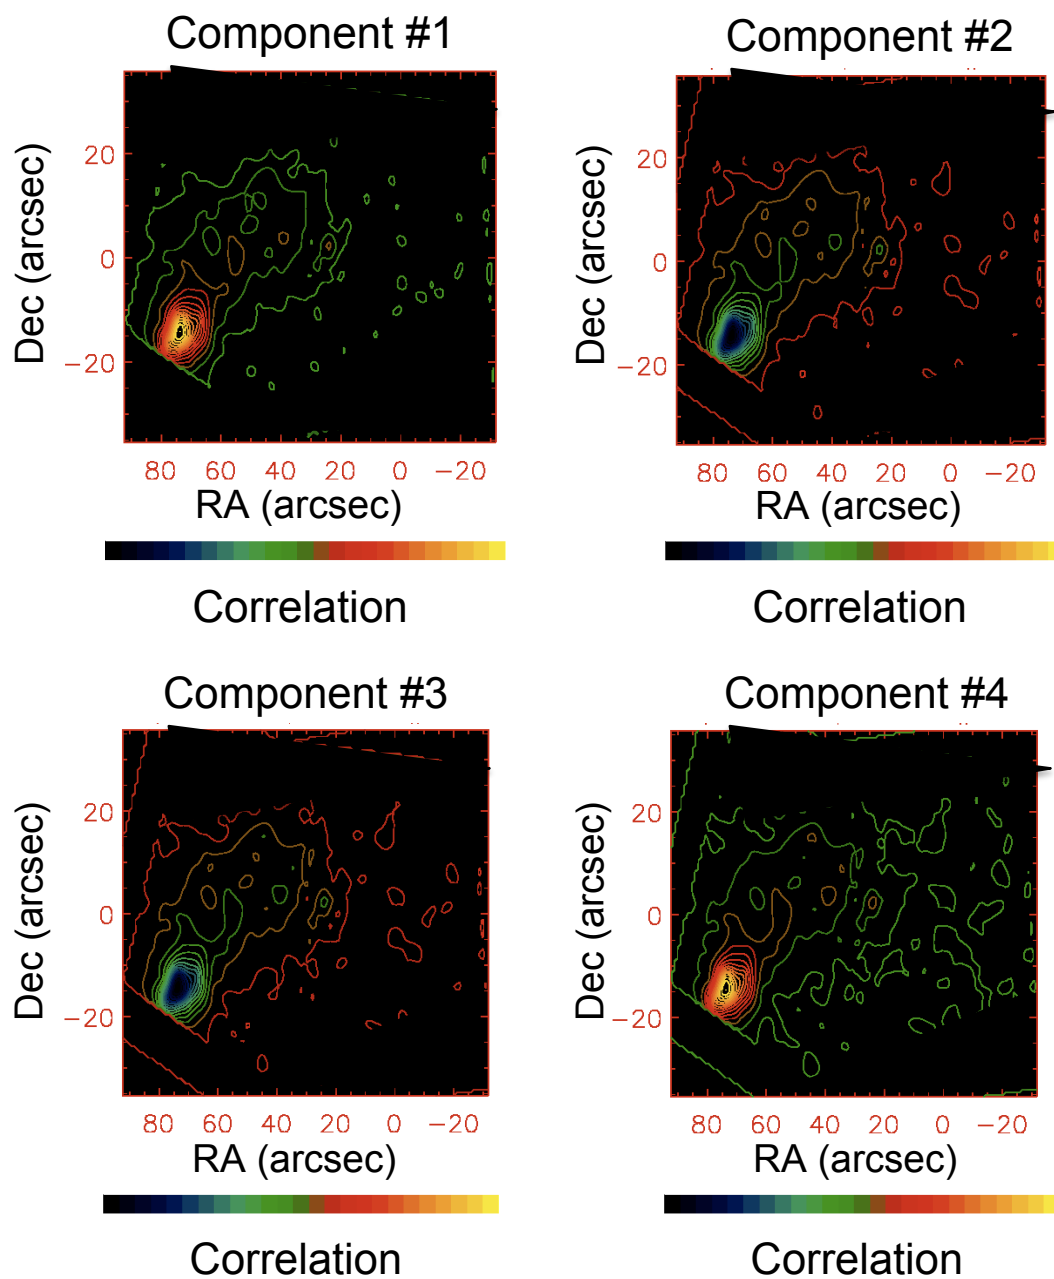 Component #1
Component #2
Dec (arcsec)
20
0
−20
80 60 40 20 0 −20
RA (arcsec)
Correlation
Dec (arcsec)
20
0
−20
80 60 40 20 0 −20
RA (arcsec)
Correlation
Component #3
Component #4
Dec (arcsec)
20
0
−20
80 60 40 20 0 −20
RA (arcsec)
Correlation
Dec (arcsec)
20
0
−20
80 60 40 20 0 −20
RA (arcsec)
Correlation